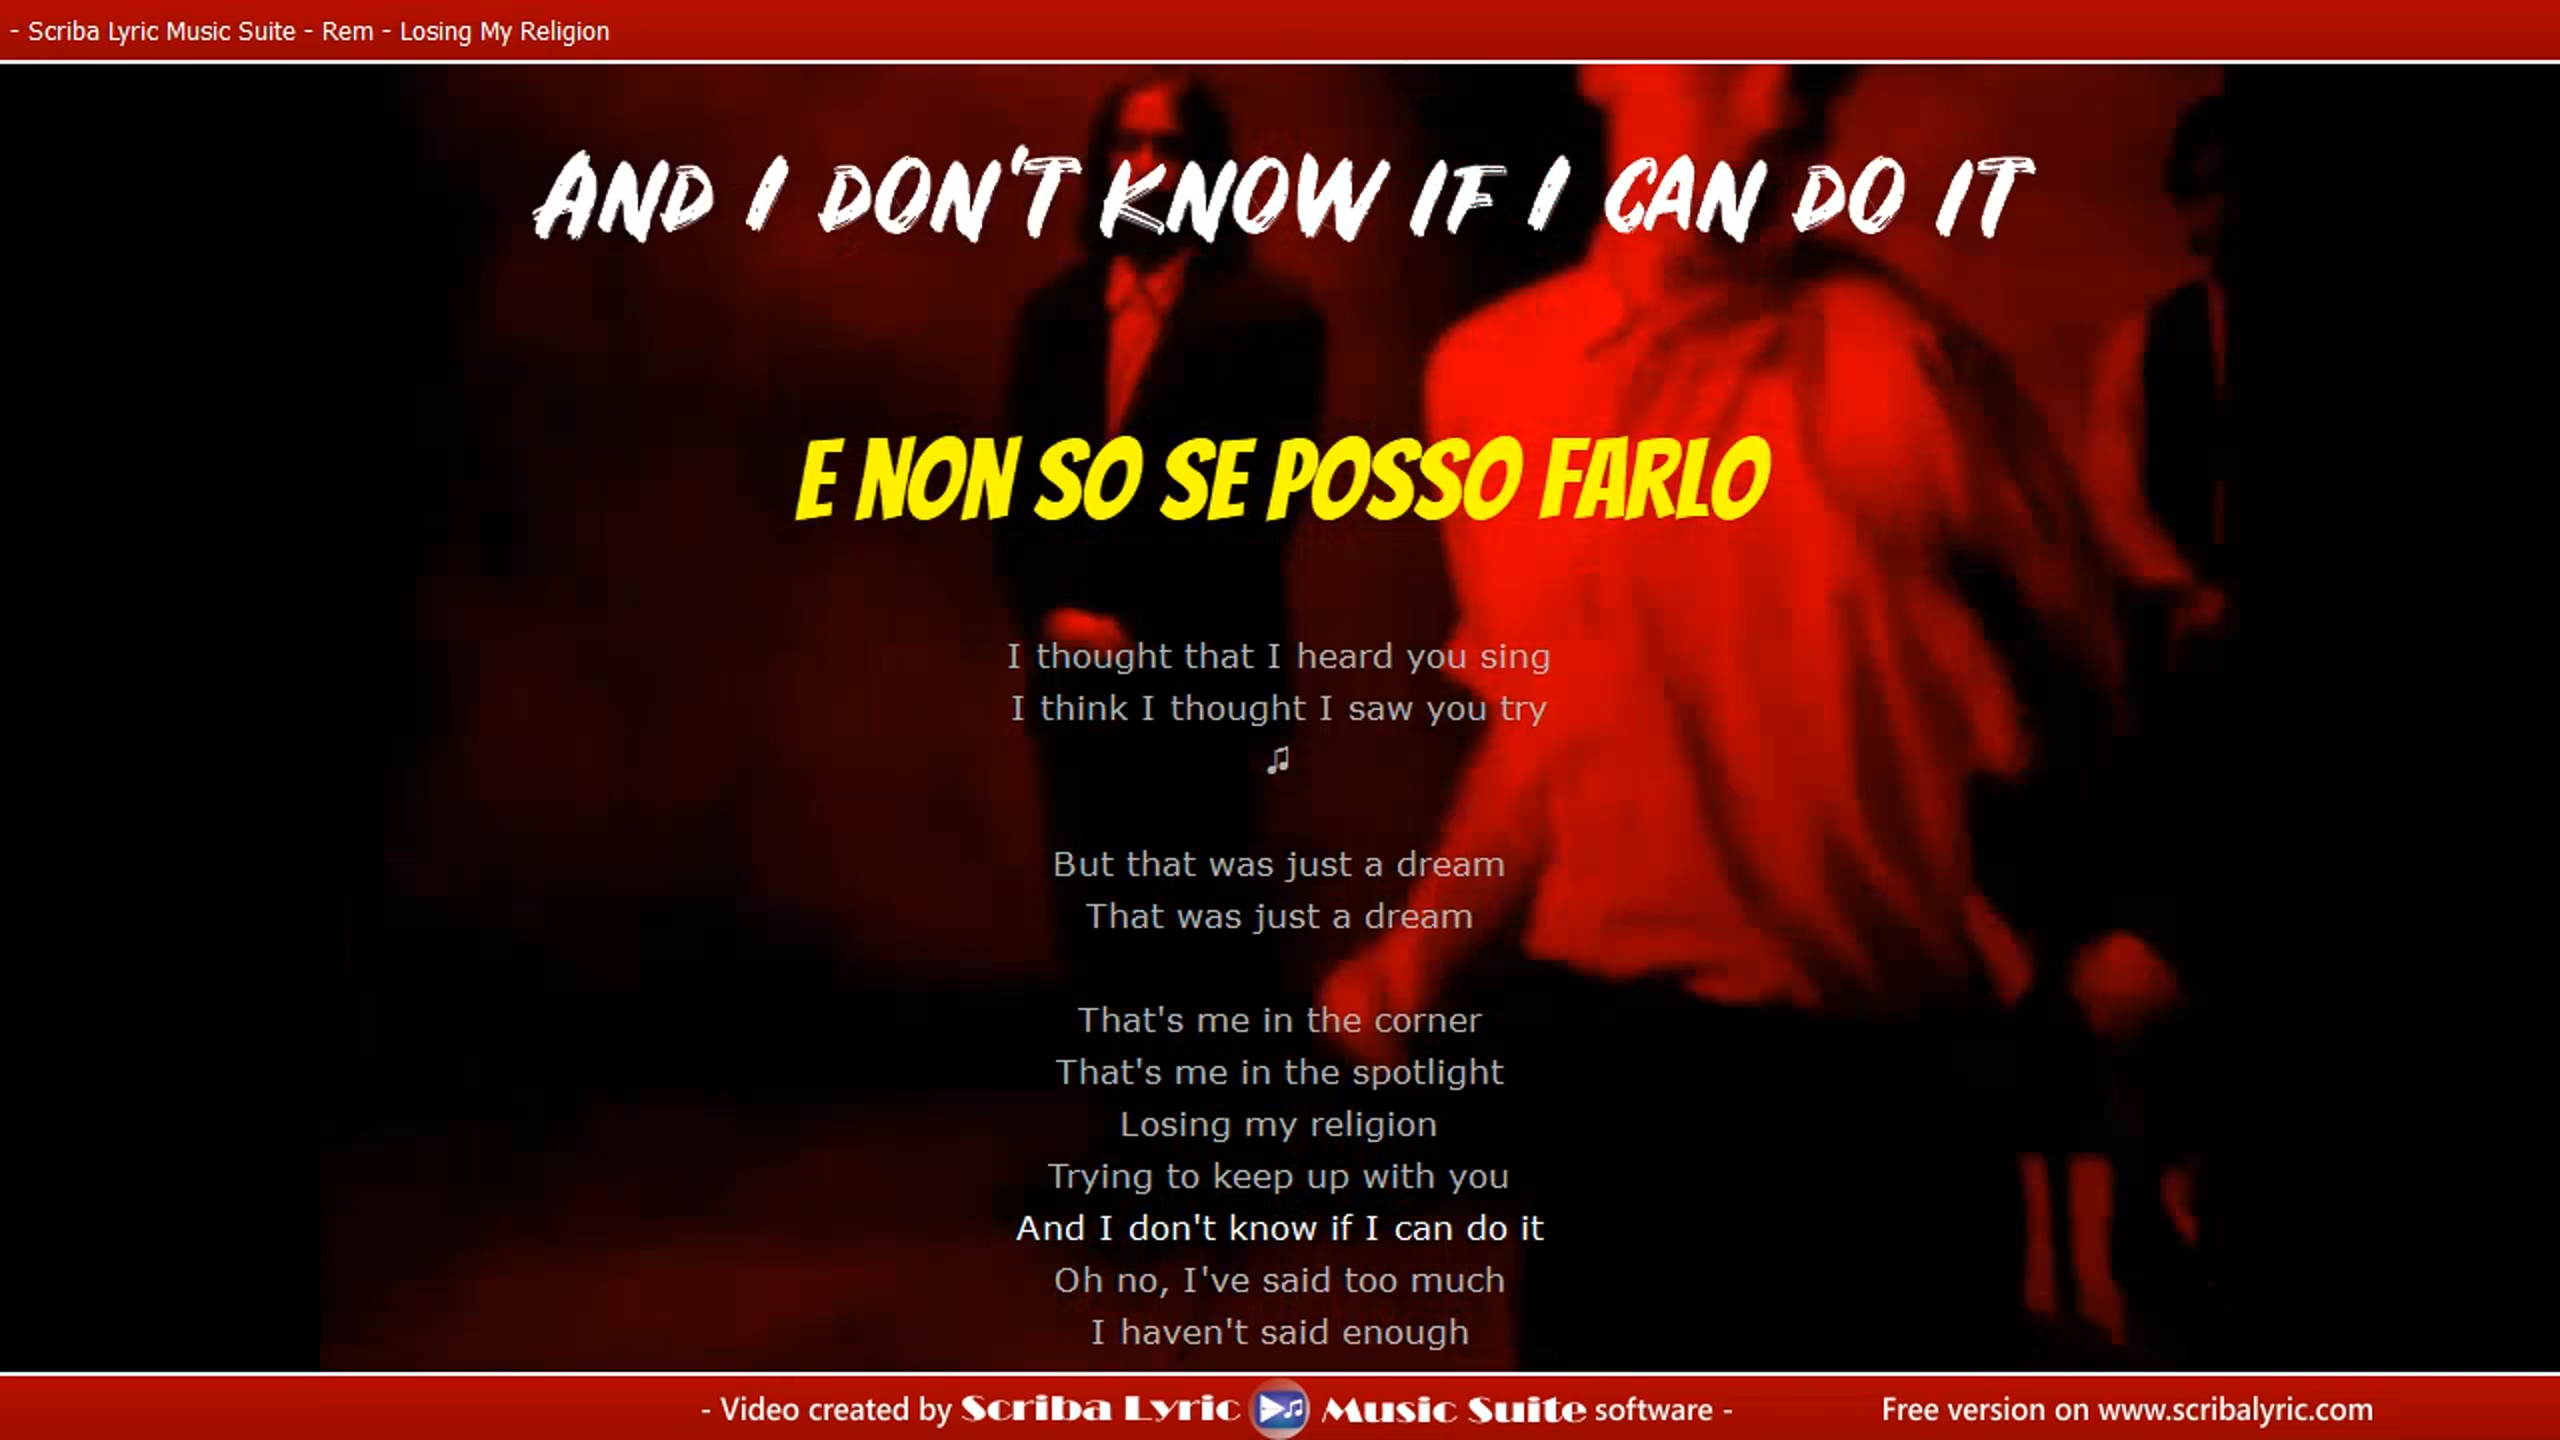 - Scriba Lyric Music Suite - Rem - Losing My Religion
AND I DON'T KNOW IF I CAN DO IT
E NON SO SE POSSO FARLO
I thought that I heard you sing
I think I thought I saw you try
♫
But that was just a dream
That was just a dream
That's me in the corner
That's me in the spotlight
Losing my religion
Trying to keep up with you
And I don't know if I can do it
Oh no, I've said too much
I haven't said enough
- Video created by Scriba Lyric Music Suite software - Free version on www.scribalyric.com